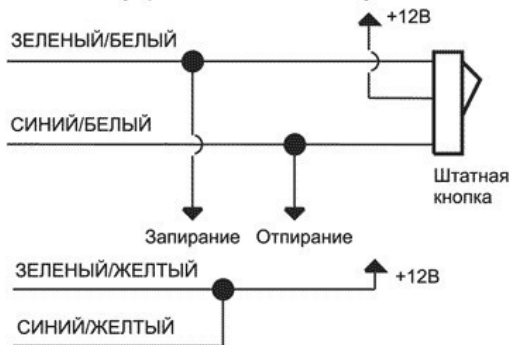 +12В
ЗЕЛЕНЫЙ/БЕЛЫЙ
СИНИЙ/БЕЛЫЙ
Штатная
кнопка
Запирание Отпирание
ЗЕЛЕНЫЙ/ЖЕЛТЫЙ
+12В
СИНИЙ/ЖЕЛТЫЙ